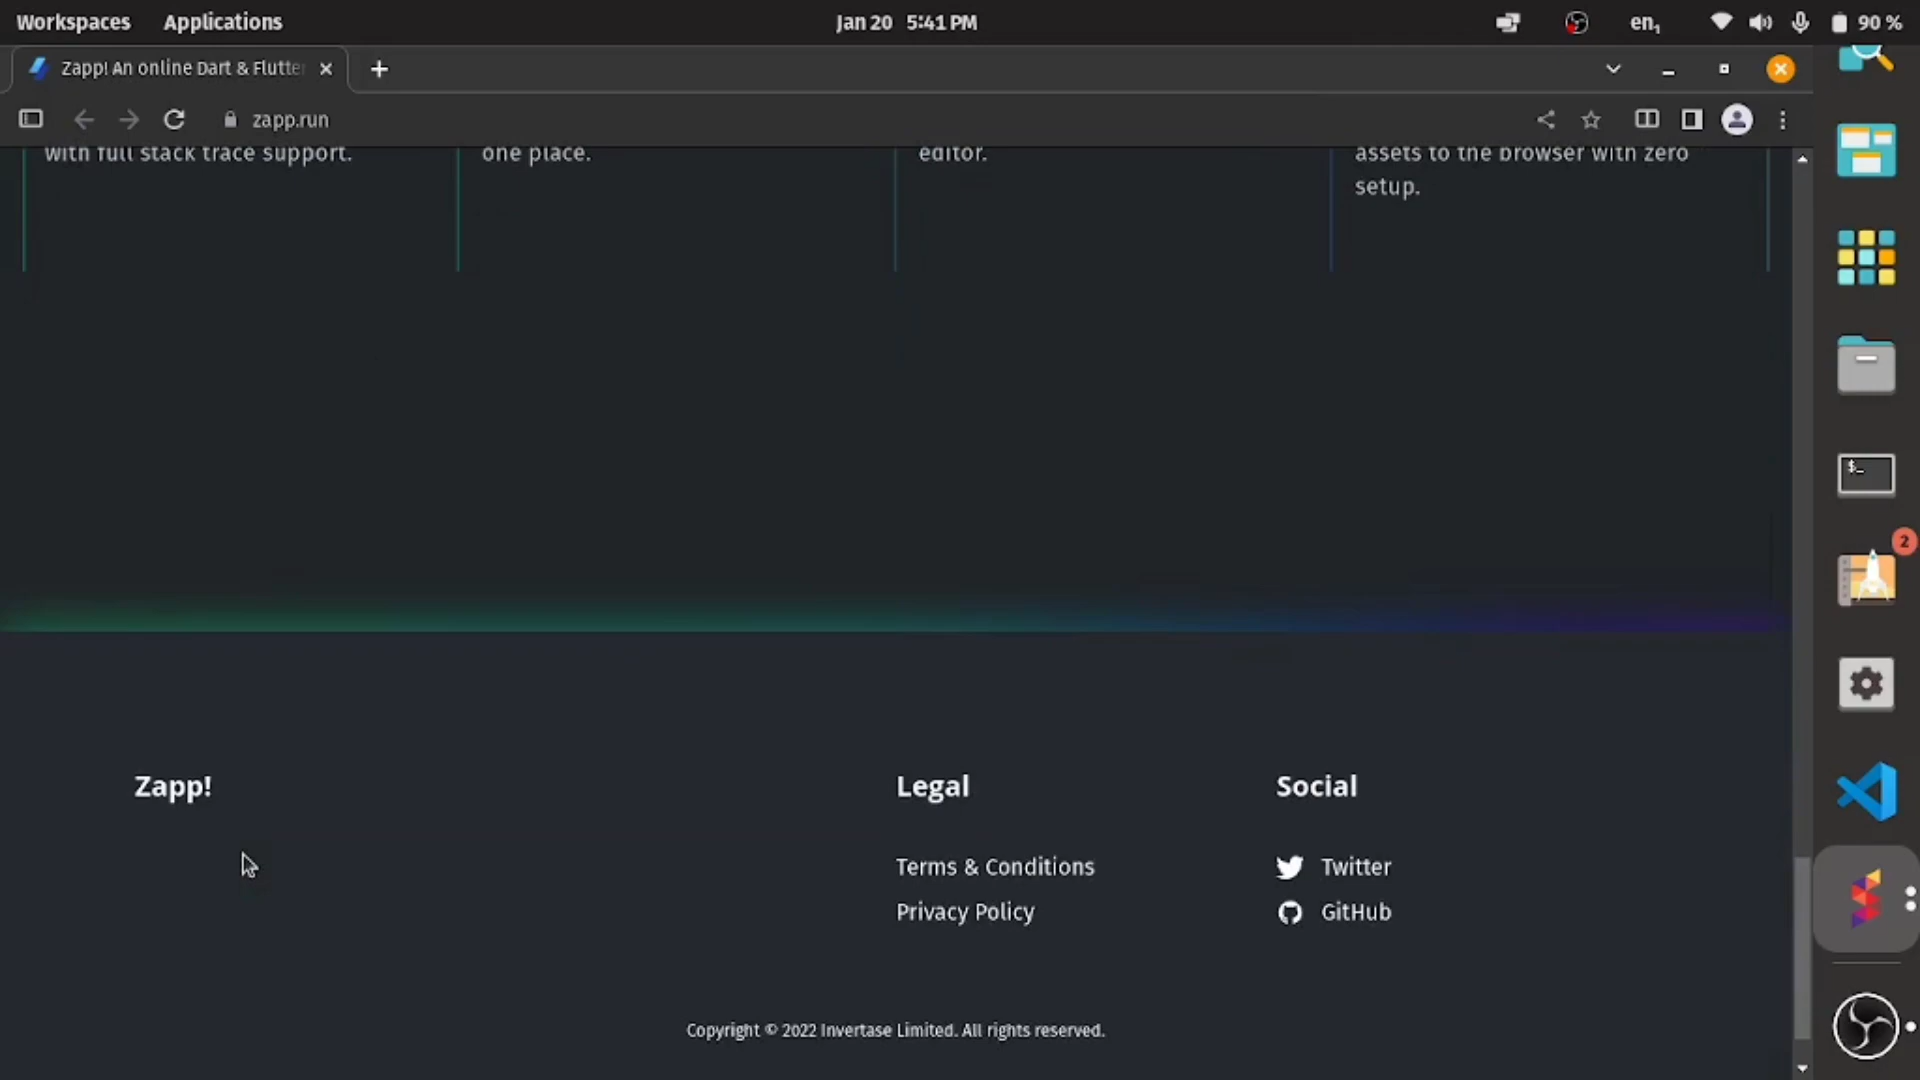 Workspaces Applications Jan 20 5:41 PM en1 90 %
Zapp! An online Dart & Flutte
zapp.run
with full stack trace support. one place. editor. assets to the browser with zero
setup.
$_
2
Zapp! Legal Social
Terms & Conditions Twitter
Privacy Policy GitHub
Copyright © 2022 Invertase Limited. All rights reserved.